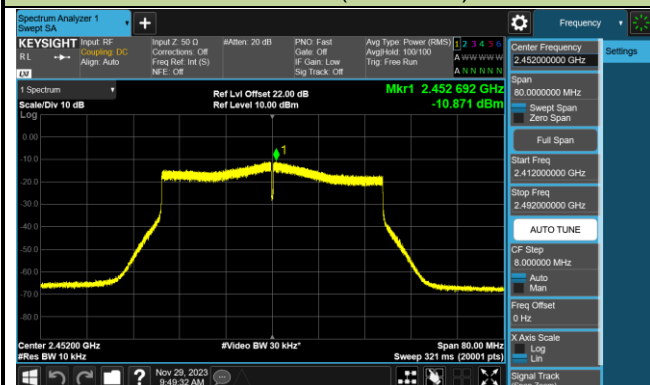 Spectrum Analyzer 1
Swept SA
Frequency
KEYSIGHT
Input: RF
Coupling: DC
Align: Auto
Input Z: 50 Ω
Corrections: Off
Freq Ref: Int (S)
NFE: Off
#Atten: 20 dB
PNO: Fast
Gate: Off
IF Gain: Low
Sig Track: Off
Avg Type: Power (RMS)
Avg|Hold: 100/100
Trig: Free Run
1 2 3 4 5 6
A W W W W W
A N N N N N
RL
LXI
Center Frequency
2.452000000 GHz
Settings
Span
80.0000000 MHz
Swept Span
Zero Span
Full Span
Start Freq
2.412000000 GHz
Stop Freq
2.492000000 GHz
AUTO TUNE
CF Step
8.000000 MHz
Auto
Man
Freq Offset
0 Hz
X Axis Scale
Log
Lin
Signal Track
1 Spectrum
Scale/Div 10 dB
Log
Ref Lvl Offset 22.00 dB
Ref Level 10.00 dBm
Mkr1 2.452 692 GHz
-10.871 dBm
1
0.00
-10.0
-20.0
-30.0
-40.0
-50.0
-60.0
-70.0
-80.0
Center 2.45200 GHz
#Res BW 10 kHz
#Video BW 30 kHz*
Span 80.00 MHz
Sweep 321 ms (20001 pts)
Nov 29, 2023
9:49:32 AM